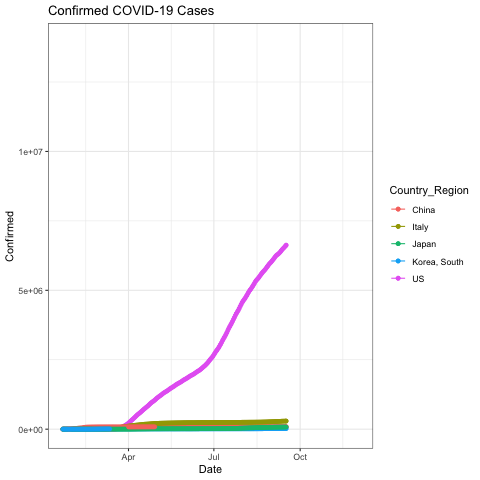 Confirmed COVID-19 Cases
Confirmed
1e+07
5e+06
0e+00
Apr
Jul
Oct
Date
Country_Region
China
Italy
Japan
Korea, South
US